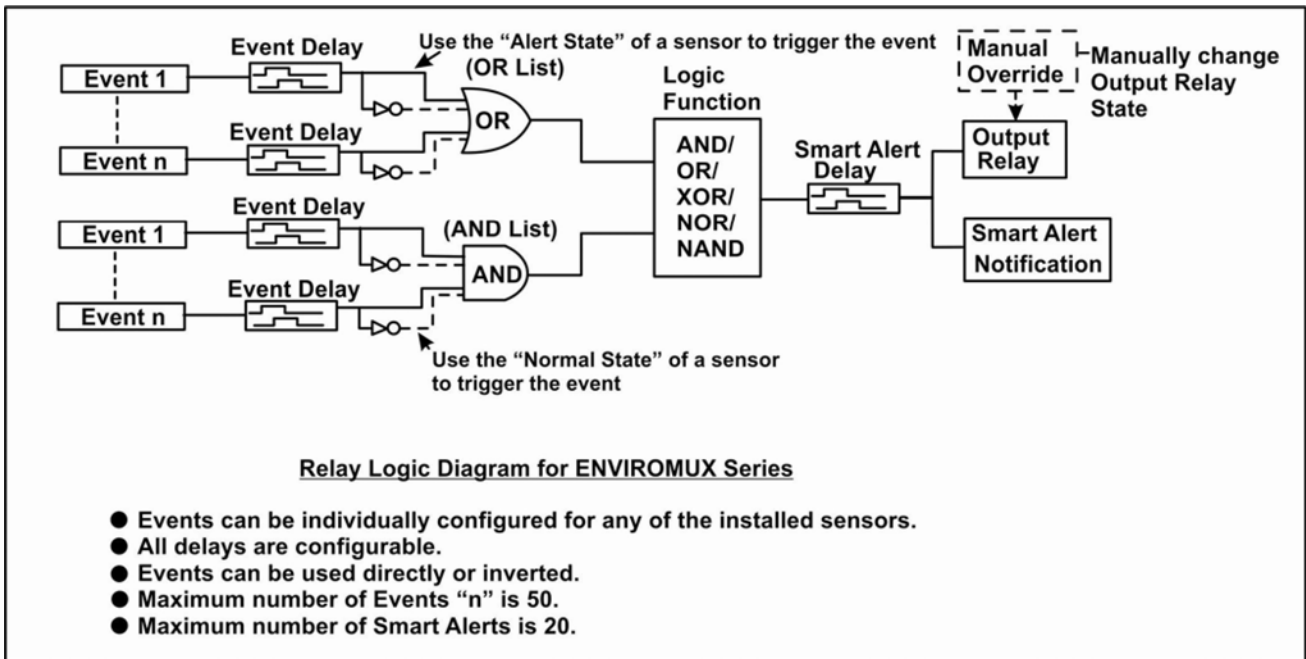 Event Delay
Use the “Alert State” of a sensor to trigger the event
(OR List)
Event 1
OR
Event Delay
Event n
Event Delay
Event 1
(AND List)
AND
Event Delay
Event n
Use the “Normal State” of a sensor
to trigger the event
Logic
Function
AND/
OR/
XOR/
NOR/
NAND
Smart Alert
Delay
Manual
Override
Manually change
Output Relay
State
Output
Relay
Smart Alert
Notification
Relay Logic Diagram for ENVIROMUX Series
● Events can be individually configured for any of the installed sensors.
● All delays are configurable.
● Events can be used directly or inverted.
● Maximum number of Events “n” is 50.
● Maximum number of Smart Alerts is 20.